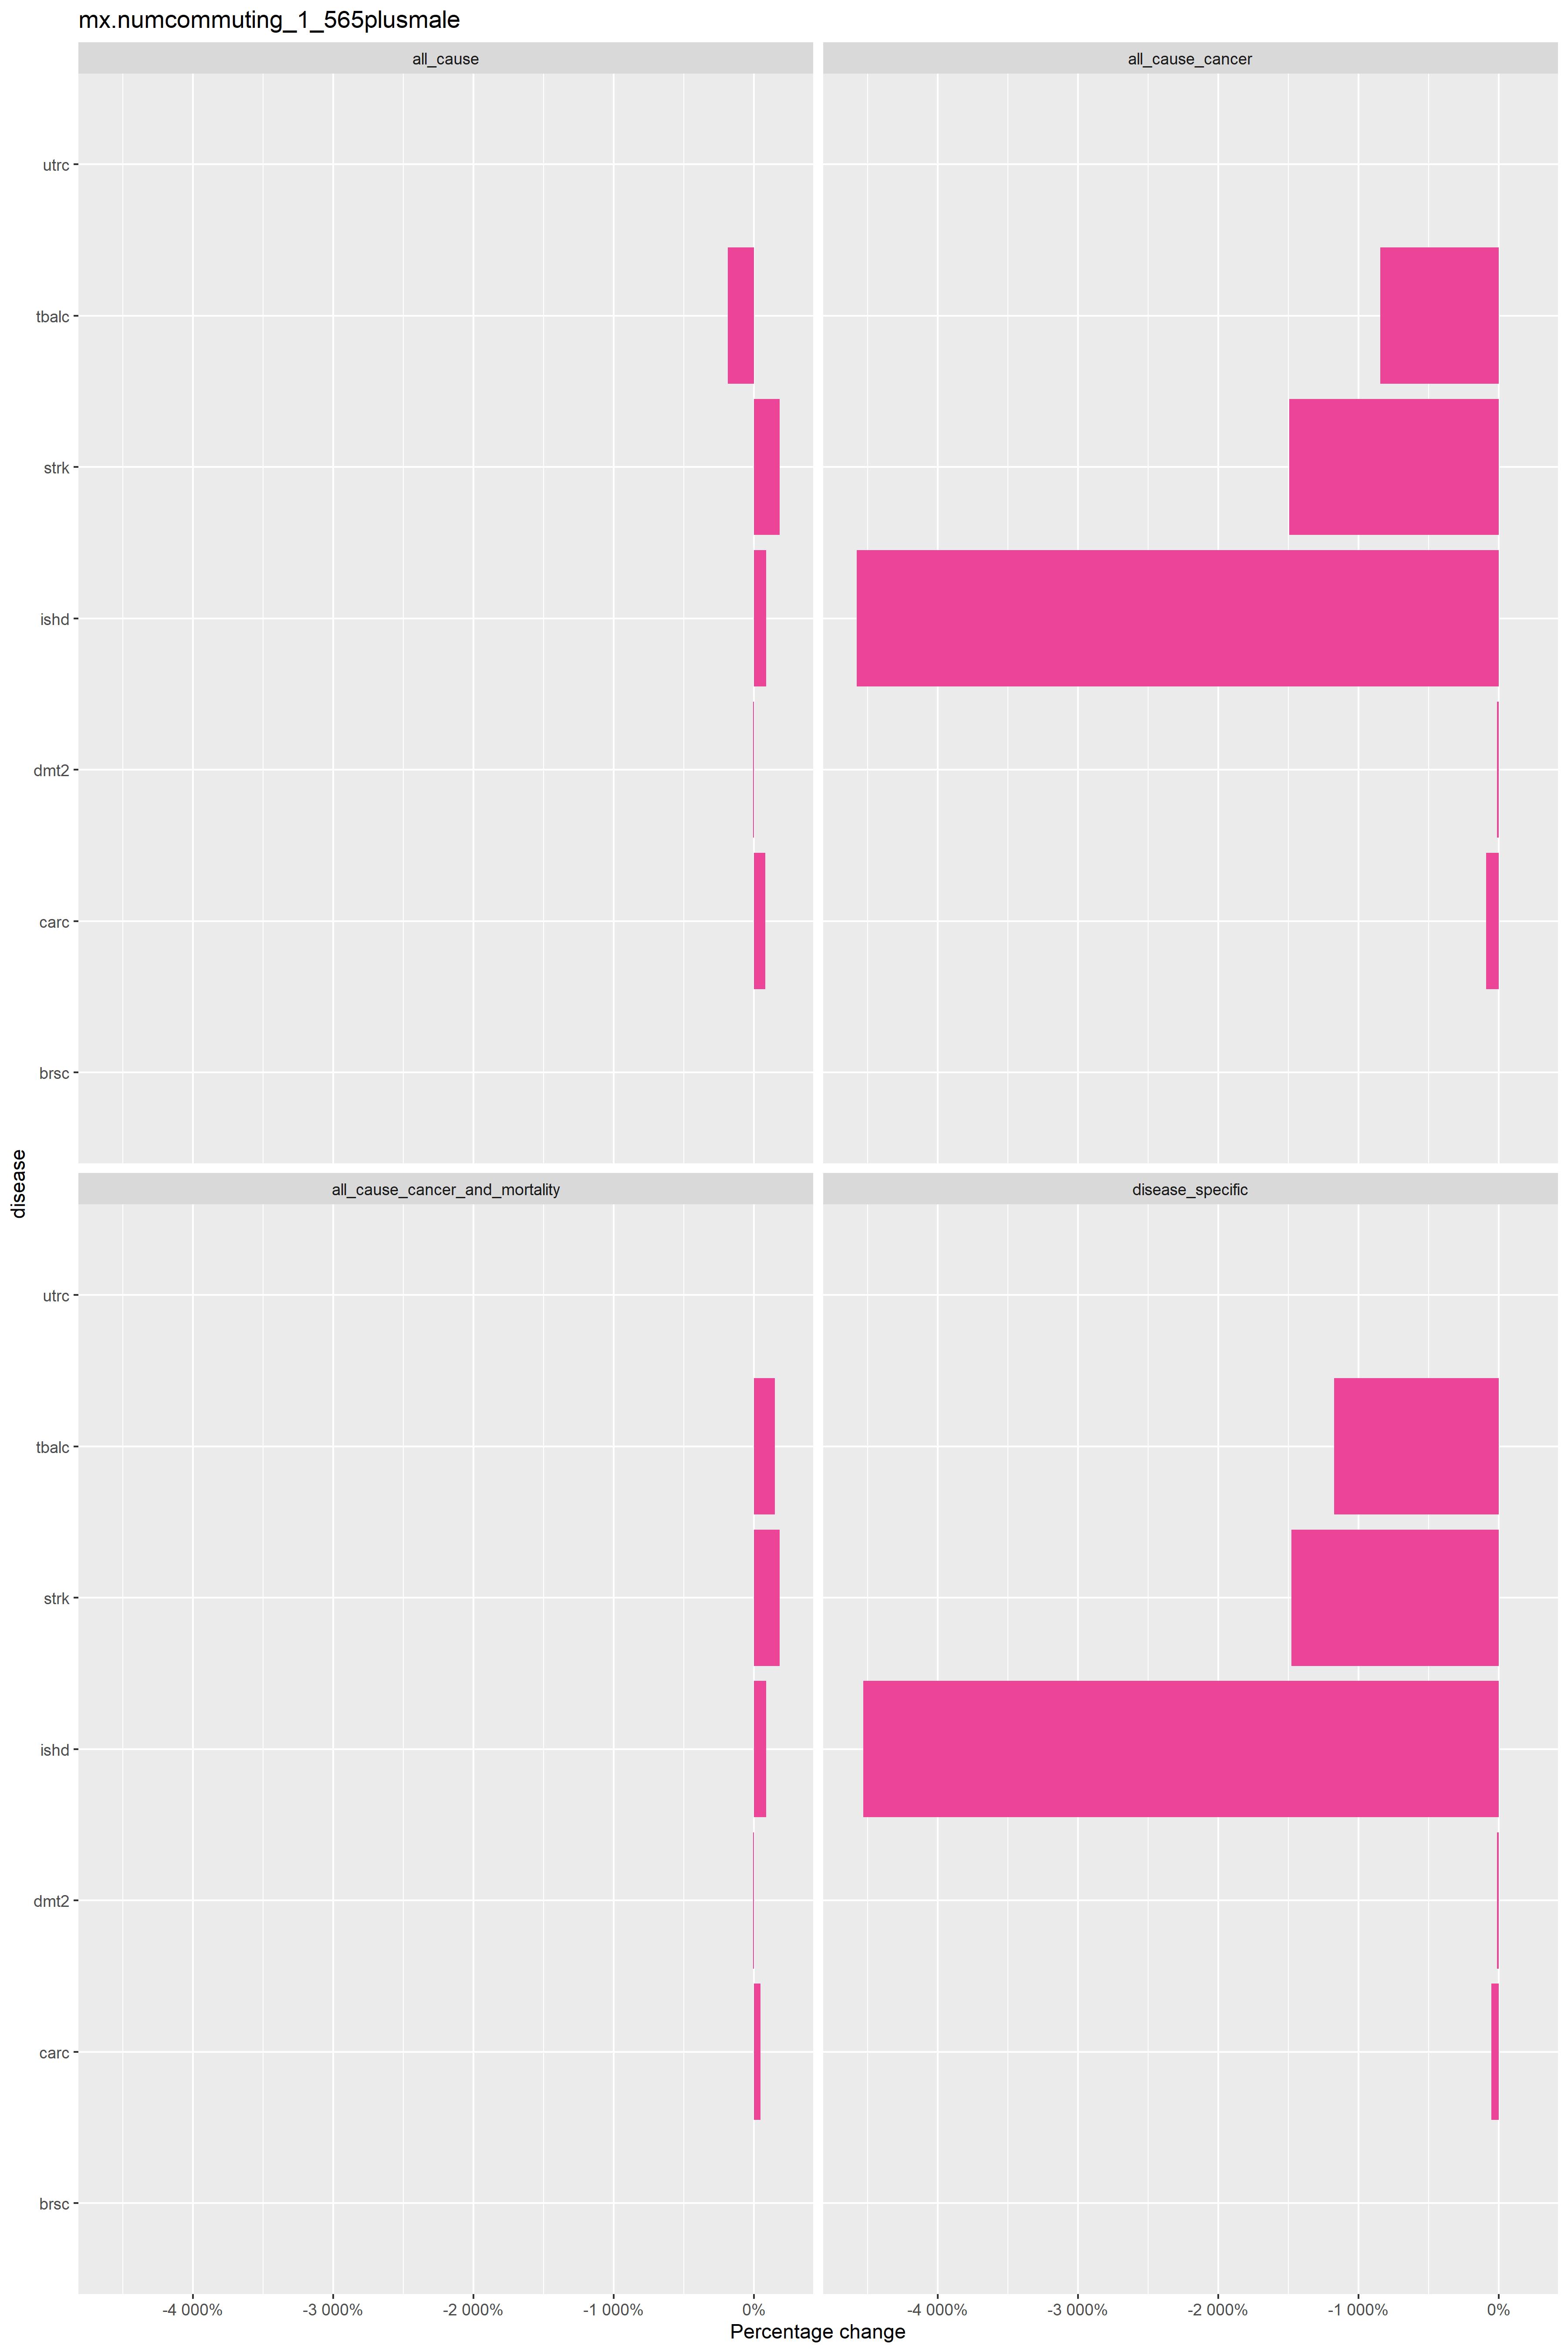 mx.numcommuting_1_565plusmale
all_cause
all_cause_cancer
utrc
tbalc
strk
ishd
dmt2
carc
brsc
disease
all_cause_cancer_and_mortality
disease_specific
utrc
tbalc
strk
ishd
dmt2
carc
brsc
-4 000% -3 000% -2 000% -1 000% 0% -4 000% -3 000% -2 000% -1 000% 0%
Percentage change